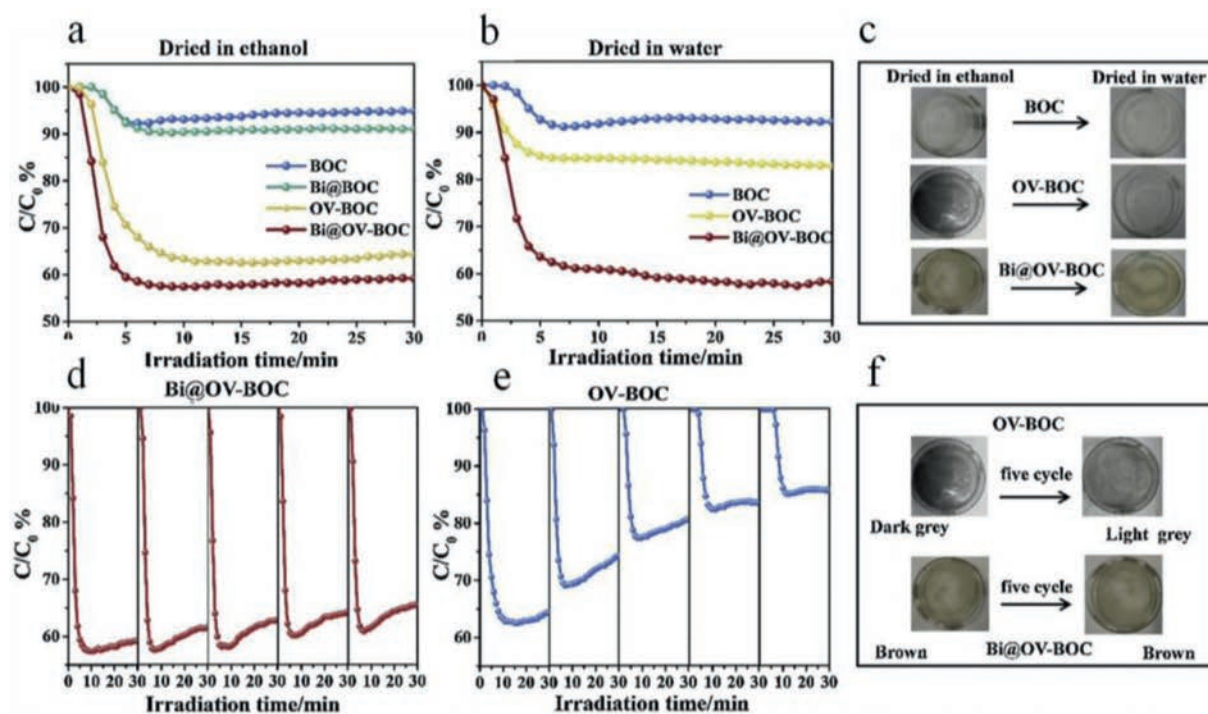 a
Dried in ethanol
C/C₀ %
100
90
80
70
60
50
BOC
Bi@BOC
OV-BOC
Bi@OV-BOC
0 5 10 15 20 25 30
Irradiation time/min
b
Dried in water
C/C₀ %
100
90
80
70
60
50
BOC
OV-BOC
Bi@OV-BOC
0 5 10 15 20 25 30
Irradiation time/min
c
Dried in ethanol Dried in water
BOC
OV-BOC
Bi@OV-BOC
d
Bi@OV-BOC
C/C₀ %
100
90
80
70
60
0 10 20 30 10 20 30 10 20 30 10 20 30 10 20 30
Irradiation time/min
e
OV-BOC
C/C₀ %
100
90
80
70
60
0 10 20 30 10 20 30 10 20 30 10 20 30 10 20 30
Irradiation time/min
f
OV-BOC
five cycle
Dark grey Light grey
five cycle
Brown Bi@OV-BOC Brown